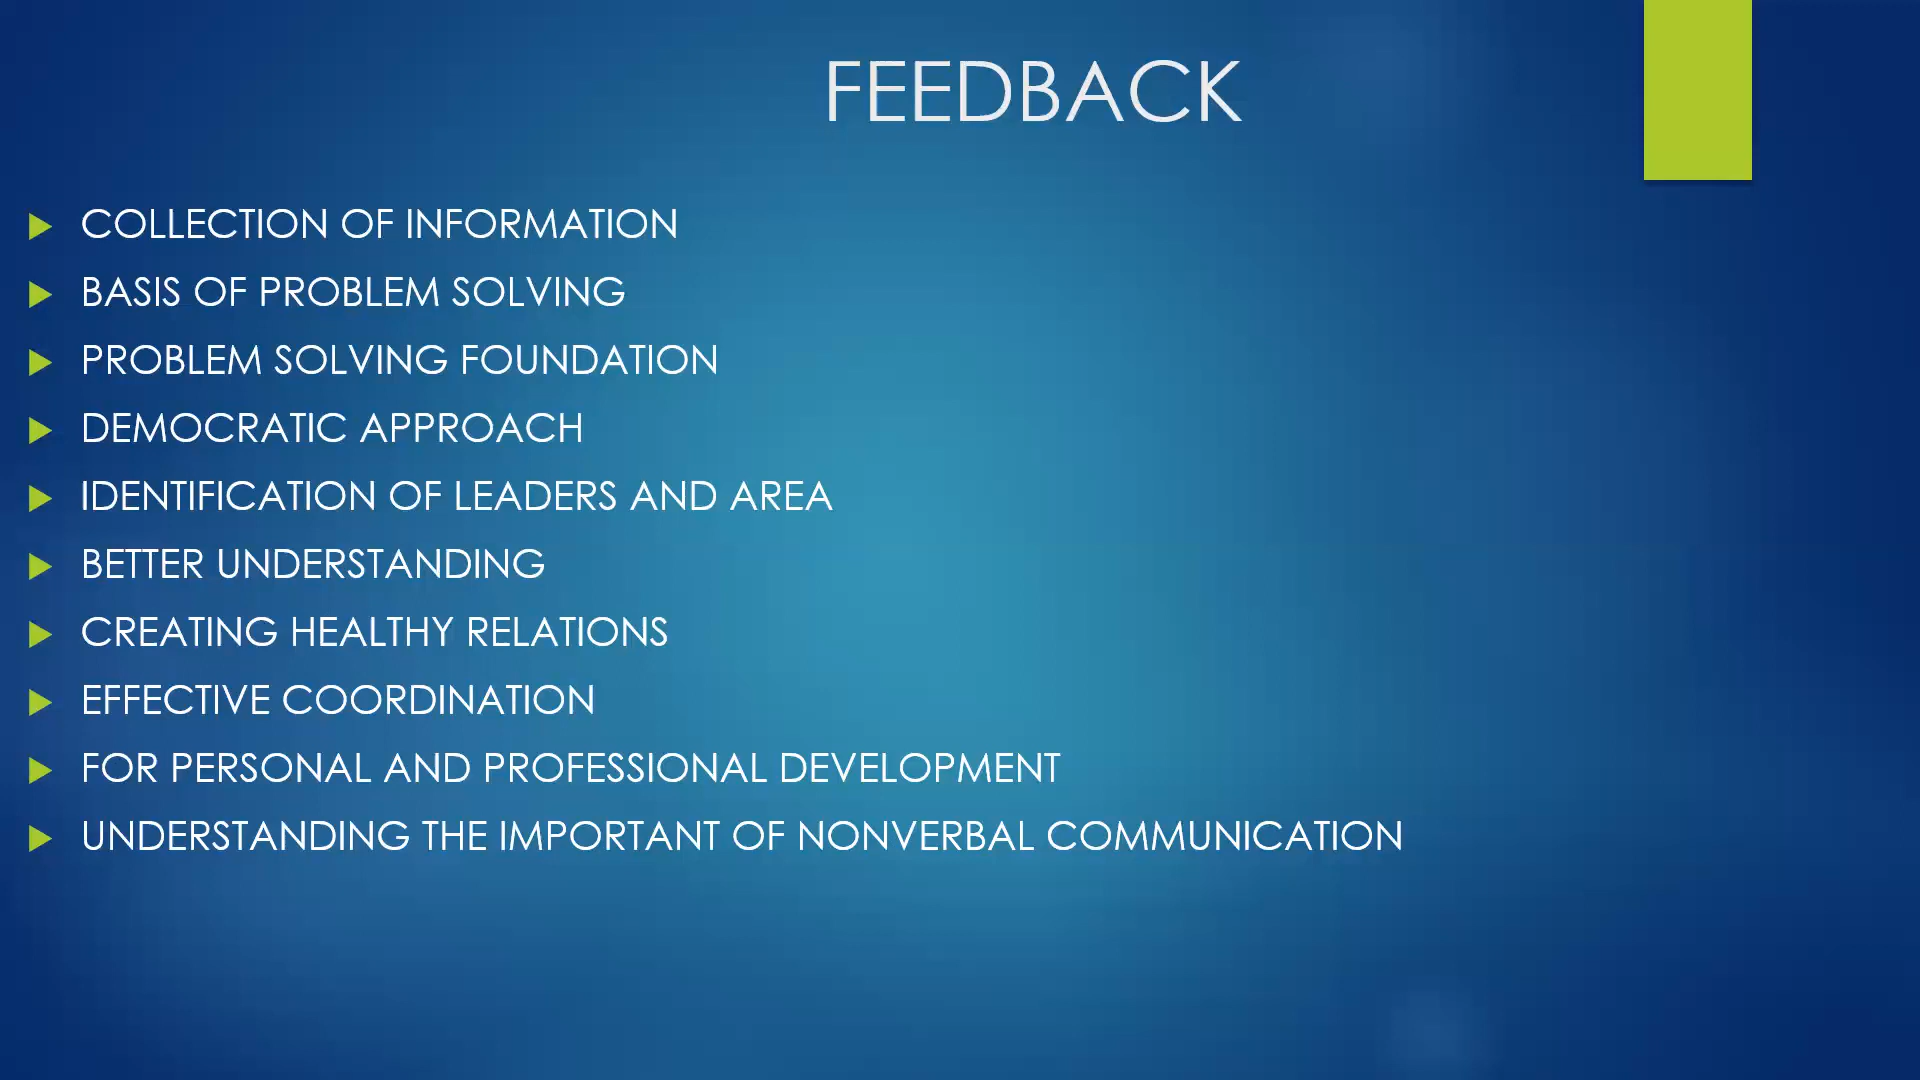 FEEDBACK
COLLECTION OF INFORMATION
BASIS OF PROBLEM SOLVING
PROBLEM SOLVING FOUNDATION
DEMOCRATIC APPROACH
IDENTIFICATION OF LEADERS AND AREA
BETTER UNDERSTANDING
CREATING HEALTHY RELATIONS
EFFECTIVE COORDINATION
FOR PERSONAL AND PROFESSIONAL DEVELOPMENT
UNDERSTANDING THE IMPORTANT OF NONVERBAL COMMUNICATION